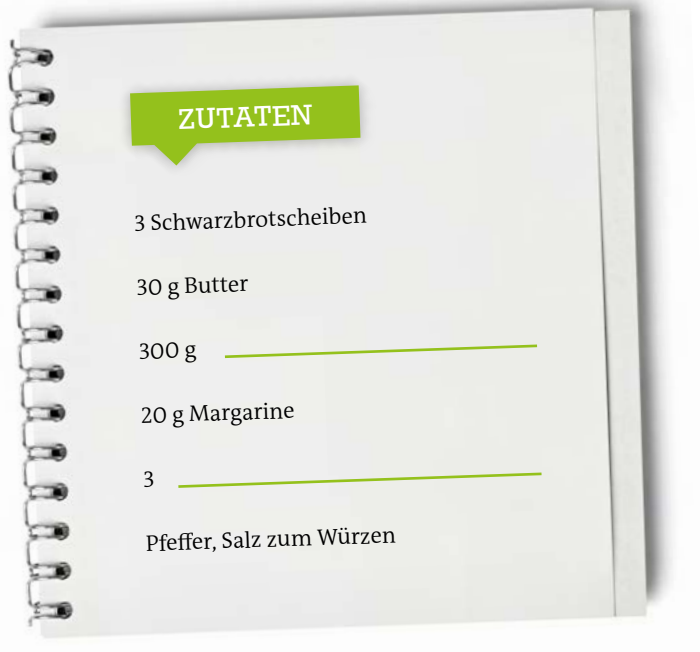 ZUTATEN
3 Schwarzbrotscheiben
30 g Butter
300 g
20 g Margarine
3
Pfeffer, Salz zum Würzen